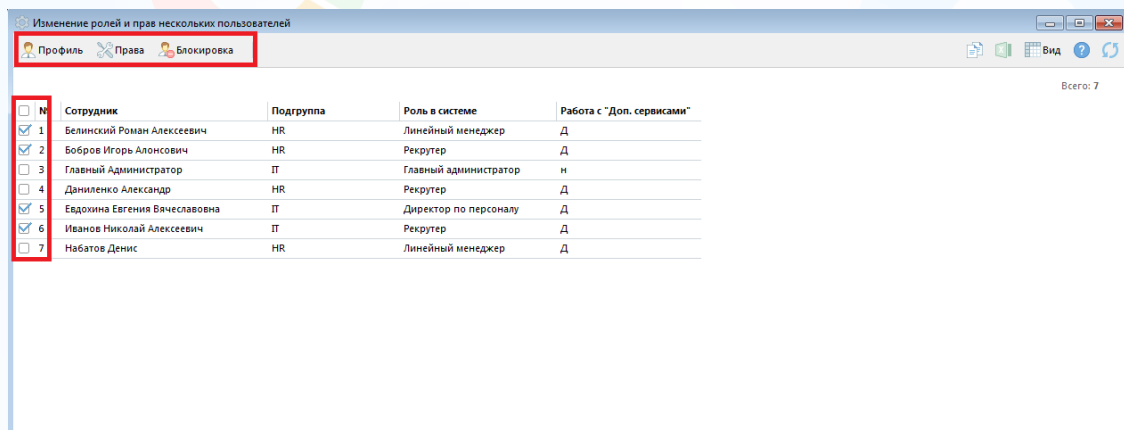 Изменение ролей и прав нескольких пользователей
Профиль Права Блокировка Вид ?
Всего: 7
№ Сотрудник Подгруппа Роль в системе Работа с "Доп. сервисами"
1 Белинский Роман Алексеевич HR Линейный менеджер Д
2 Бобров Игорь Алонсович HR Рекрутер Д
3 Главный Администратор IT Главный администратор н
4 Даниленко Александр HR Рекрутер Д
5 Евдохина Евгения Вячеславовна IT Директор по персоналу Д
6 Иванов Николай Алексеевич IT Рекрутер Д
7 Набатов Денис HR Линейный менеджер Д